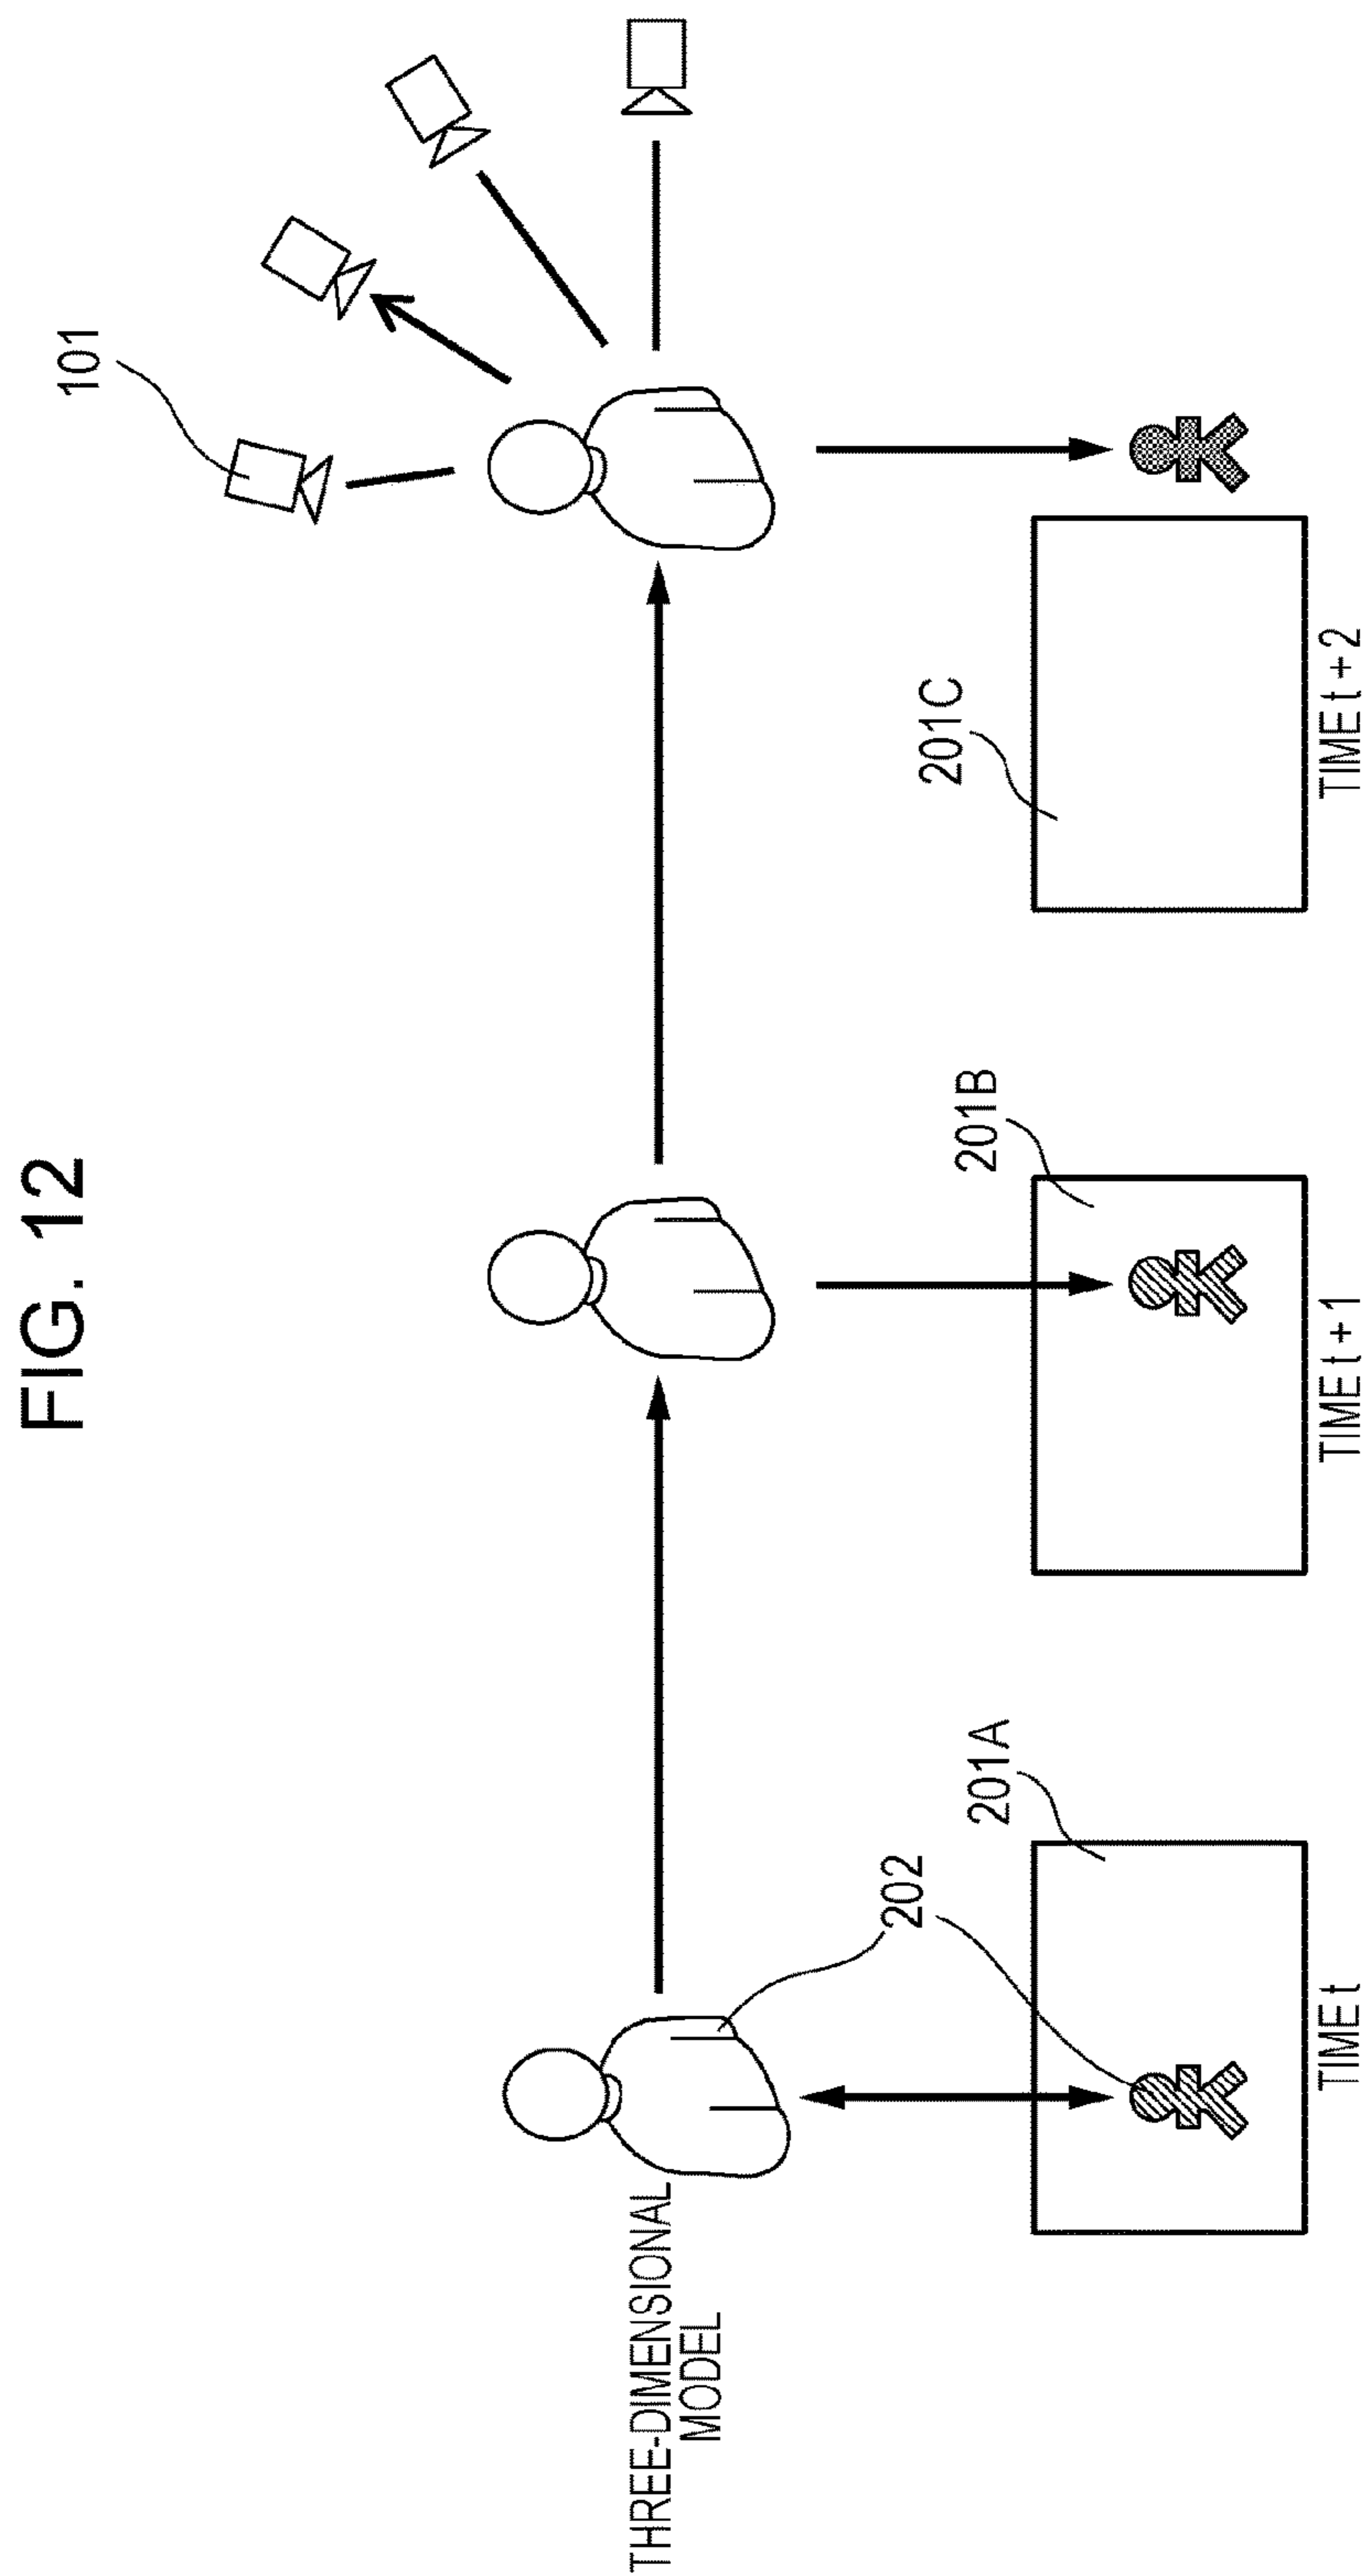 FIG. 12
101
THREE-DIMENSIONAL
MODEL
202
201A
201B
201C
TIME t
TIME t + 1
TIME t + 2